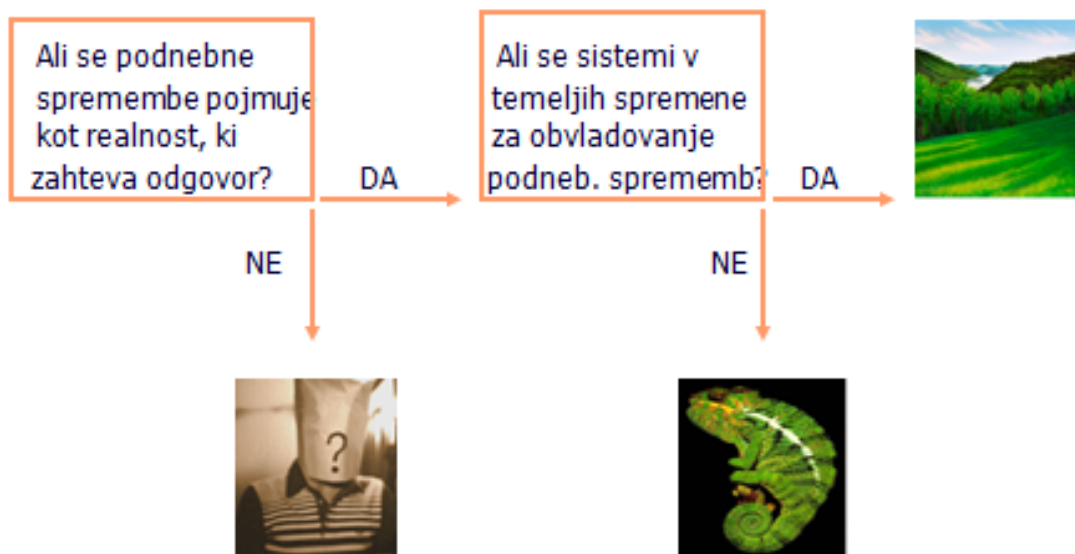 Ali se podnebne
spremembe pojmuje
kot realnost, ki
zahteva odgovor?
DA
NE
Ali se sistemi v
temeljih spremene
za obvladovanje
podneb. sprememb?
DA
NE
?